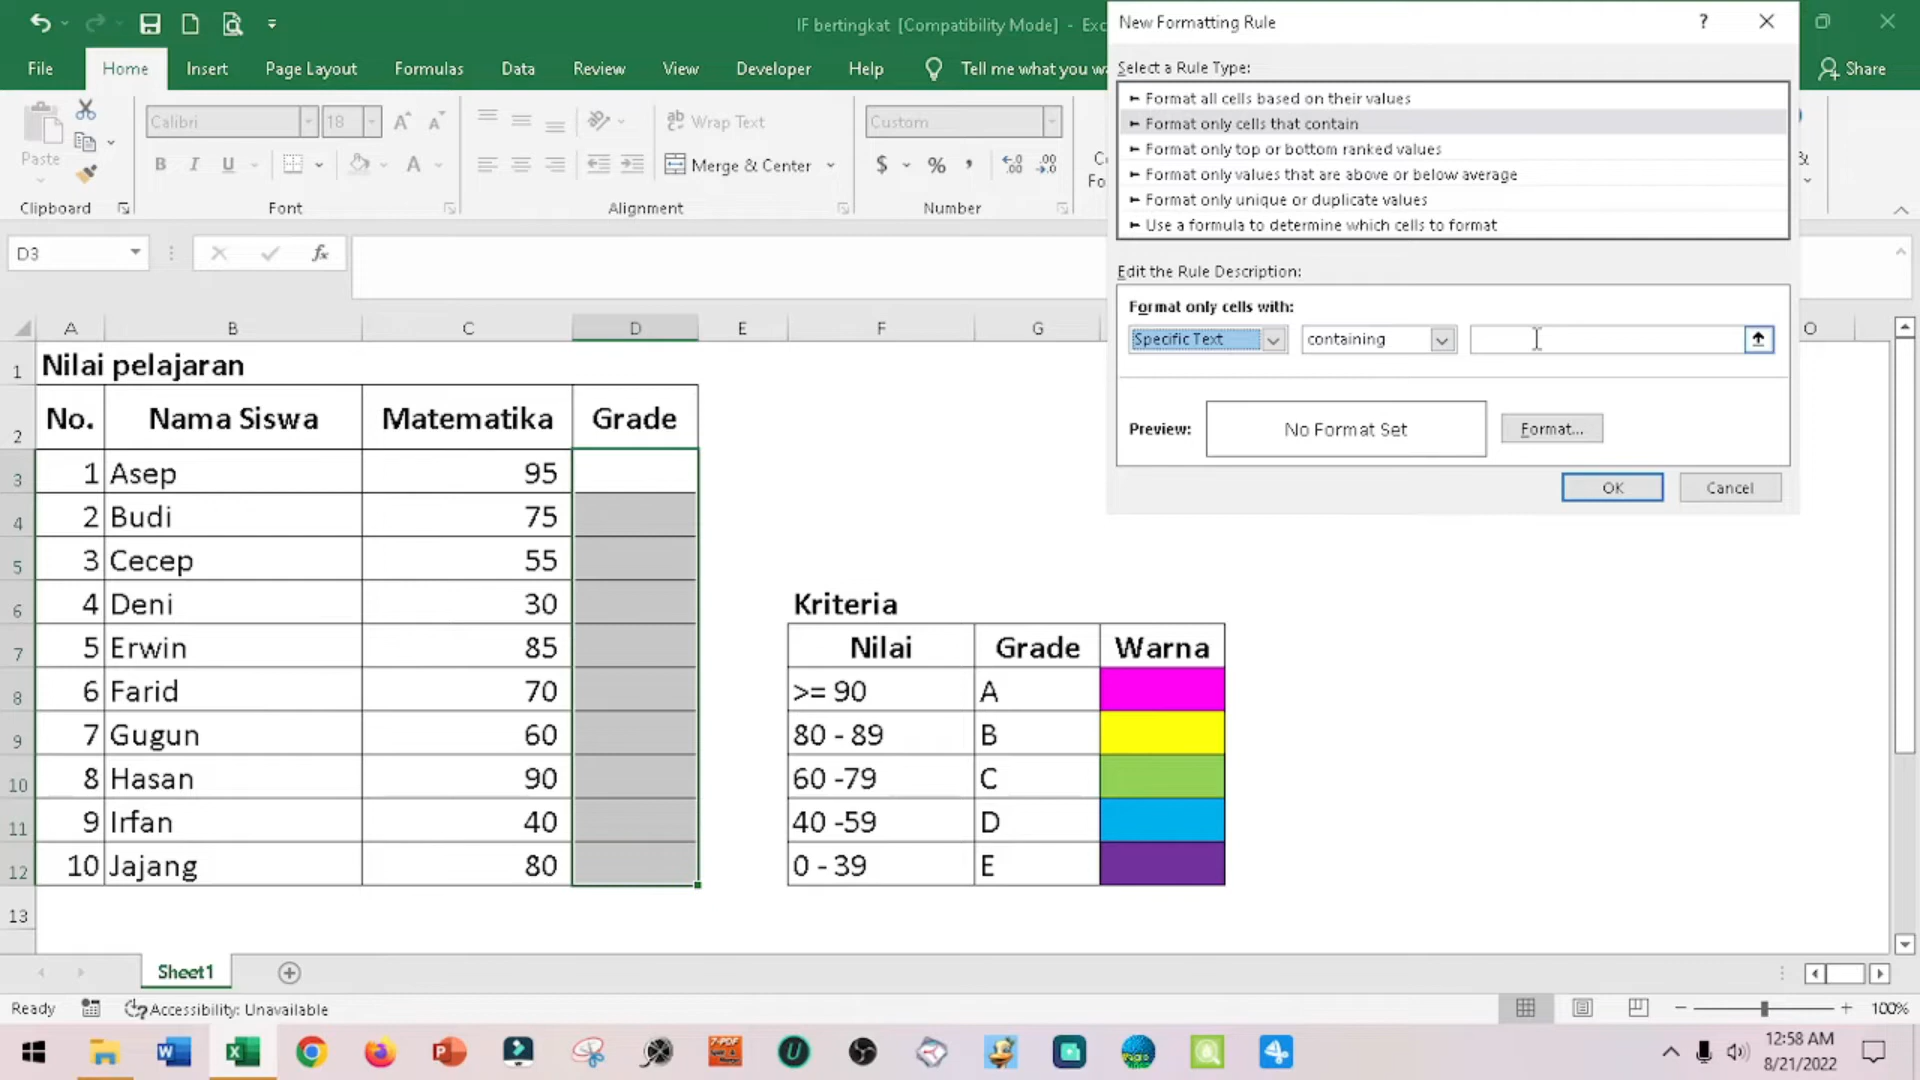 IF bertingkat [Compatibility Mode] - Exc
New Formatting Rule
?
File Home Insert Page Layout Formulas Data Review View Developer Help Tell me what you wa
Share
Select a Rule Type:
Format all cells based on their values
Format only cells that contain
Format only top or bottom ranked values
Format only values that are above or below average
Format only unique or duplicate values
Use a formula to determine which cells to format
Paste
Calibri 18
B I U A
ab Wrap Text
Merge & Center
Custom
$ % ,
Clipboard Font Alignment Number
Edit the Rule Description:
Format only cells with:
Specific Text containing
Preview: No Format Set Format...
OK Cancel
D3 fx
A B C D E F G O
1 Nilai pelajaran
2 No. Nama Siswa Matematika Grade
3 1 Asep 95
4 2 Budi 75
5 3 Cecep 55
6 4 Deni 30 Kriteria
7 5 Erwin 85 Nilai Grade Warna
8 6 Farid 70 >= 90 A
9 7 Gugun 60 80 - 89 B
10 8 Hasan 90 60 -79 C
11 9 Irfan 40 40 -59 D
12 10 Jajang 80 0 - 39 E
13
Sheet1
Ready Accessibility: Unavailable 100%
12:58 AM
8/21/2022